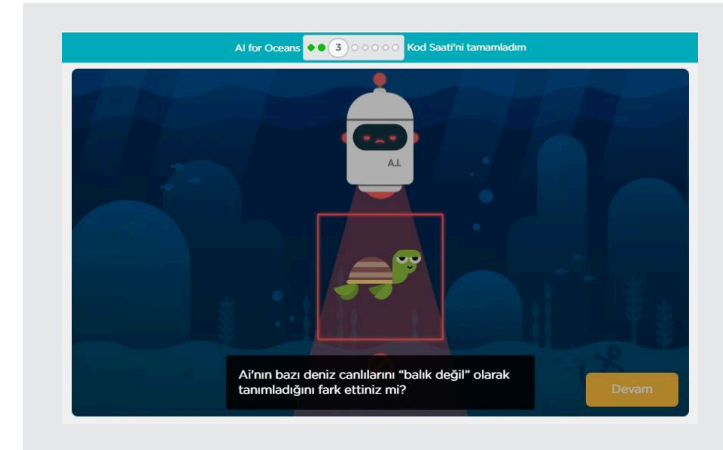 AI for Oceans 3 Kod Saati'ni tamamladım
A.I.
Ai'nın bazı deniz canlılarını “balık değil” olarak
tanımladığını fark ettiniz mi?
Devam